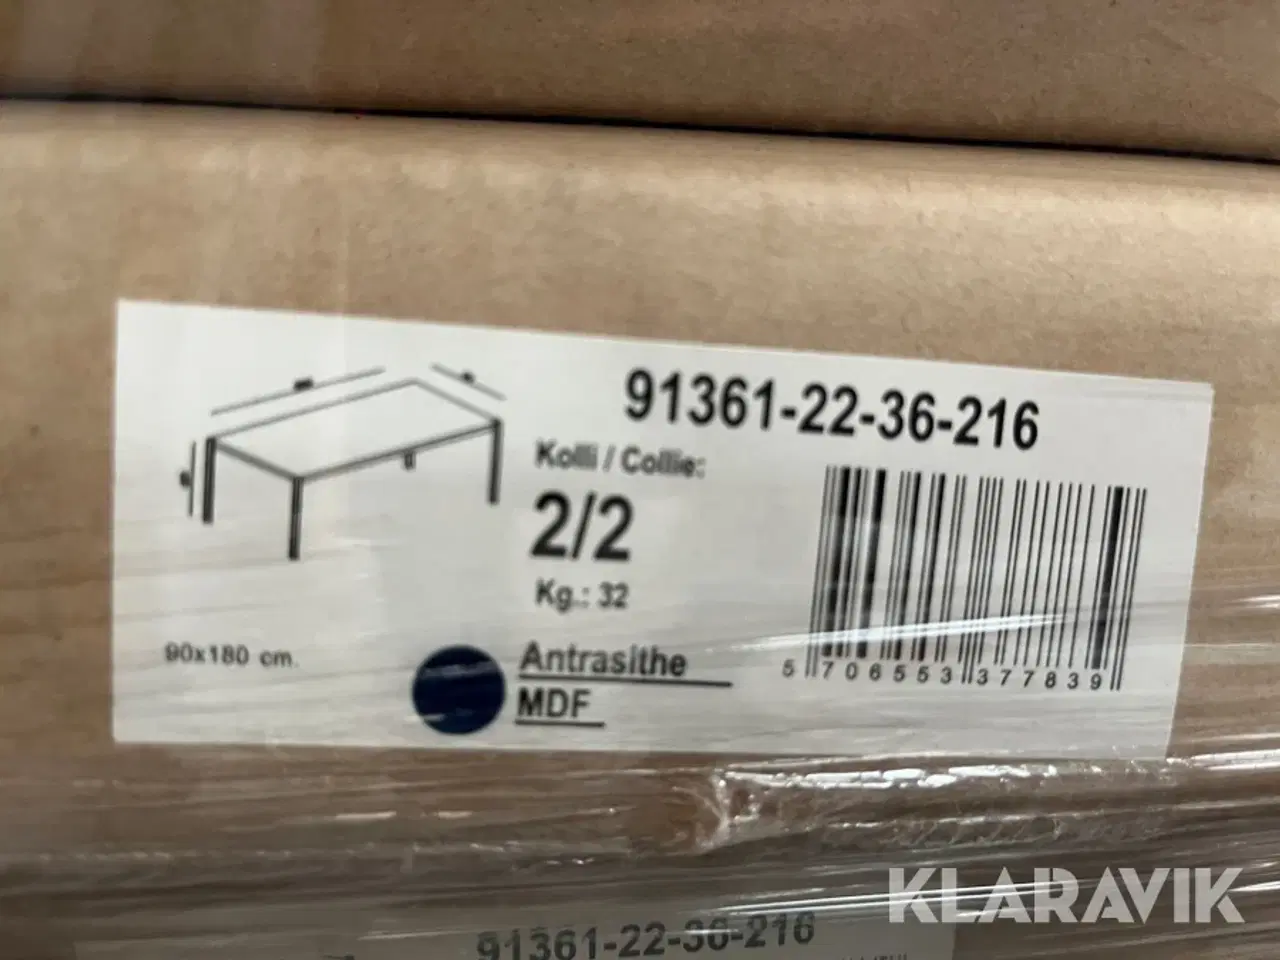 91361-22-36-216
Kolli / Collie:
2/2
Kg.: 32
90x180 cm.
Antrasithe
MDF
5 706553 377839
KLARAVIK
91361-22-36-216